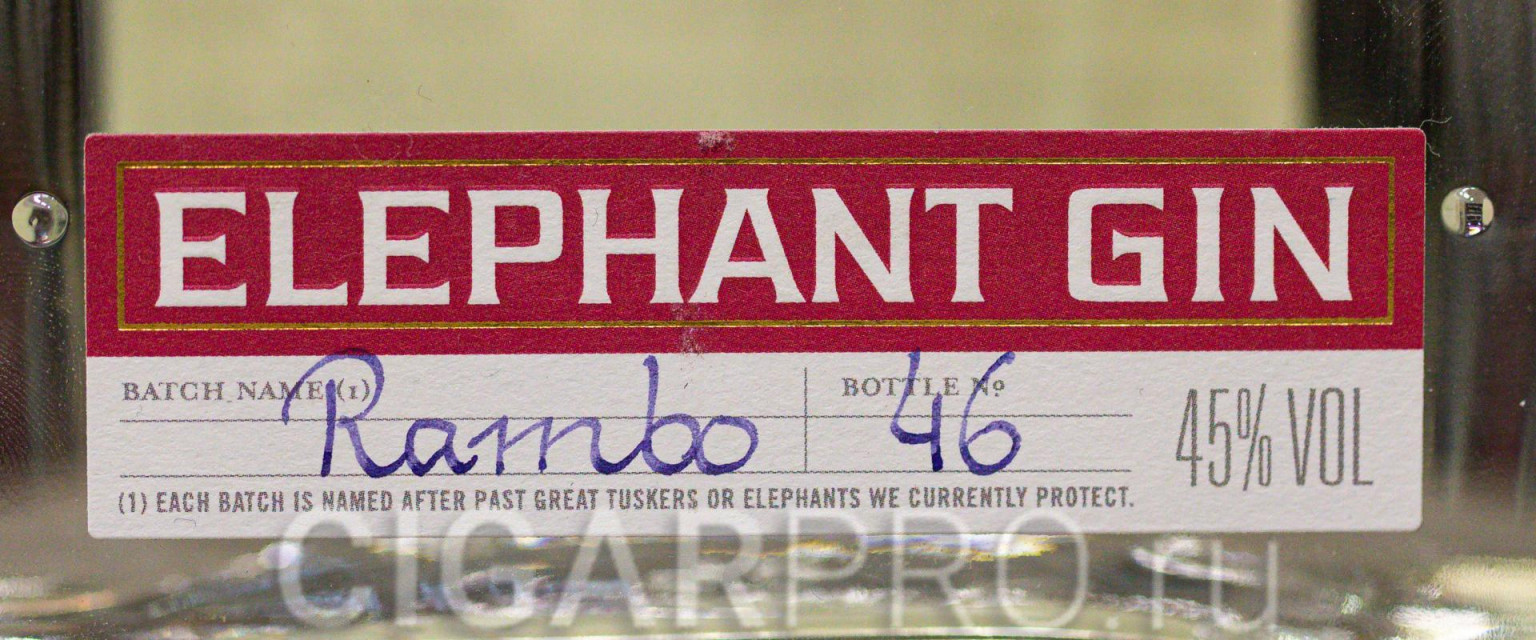 ELEPHANT GIN
BATCH NAME (1) Rambo
BOTTLE Nº 46
45% VOL
(1) EACH BATCH IS NAMED AFTER PAST GREAT TUSKERS OR ELEPHANTS WE CURRENTLY PROTECT.
CIGARPRO.ru